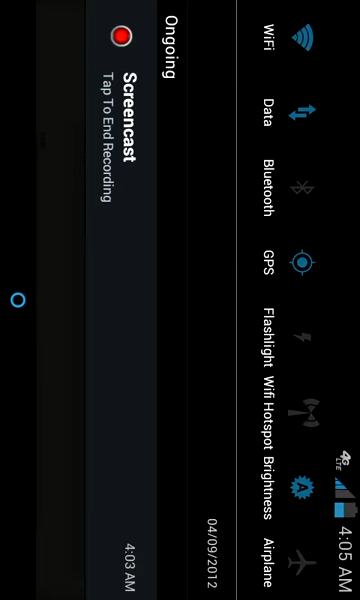 4G LTE 4:05 AM
WiFi Data Bluetooth GPS Flashlight Wifi Hotspot Brightness Airplane
04/09/2012
Ongoing
Screencast
Tap To End Recording 4:03 AM